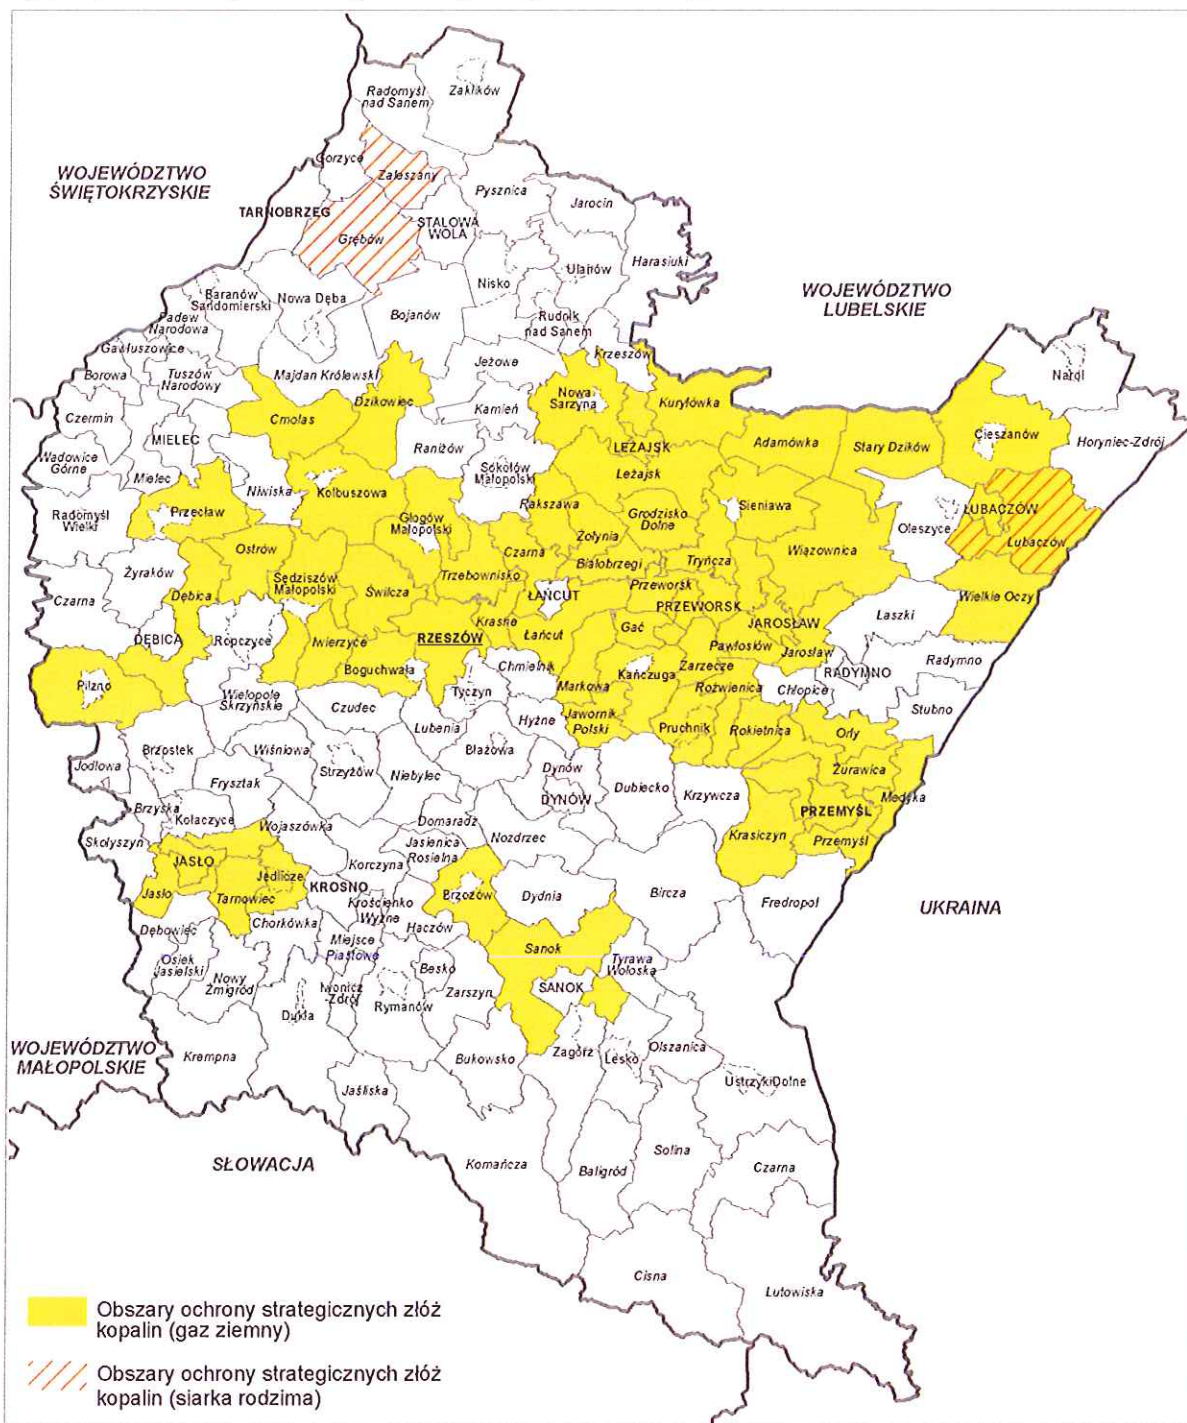 Radomyśl
nad Sanem
Zaklików
WOJEWÓDZTWO
ŚWIĘTOKRZYSKIE
Gorzyce
Zaleszany
Pysznica
Jarocin
TARNOBRZEG
STALOWA
WOLA
Grębów
Harasiuki
Ulanów
Nisko
WOJEWÓDZTWO
LUBELSKIE
Baranów
Sandomierski
Nowa Dęba
Bojanów
Rudnik
nad Sanem
Padew
Narodowa
Gawłuszowice
Borowa
Tuszów
Narodowy
Majdan Królewski
Jeżowe
Krzeszów
Narol
Czermin
Cmolas
Dzikowiec
Kamień
Nowa
Sarzyna
Kuryłówka
MIELEC
Raniżów
LEŻAJSK
Adamówka
Stary Dzików
Cieszanów
Horyniec-Zdrój
Wadowice
Górne
Mielec
Niwiska
Kolbuszowa
Sokołów
Małopolski
Leżajsk
Radomyśl
Wielki
Przecław
Głogów
Małopolski
Rakszawa
Grodzisko
Dolne
Sieniawa
Oleszyce
LUBACZÓW
Lubaczów
Ostrów
Czarna
Żołynia
Wiązownica
Żyraków
Sędziszów
Małopolski
Świlcza
Trzebownisko
Białobrzegi
Tryńcza
Czarna
Dębica
ŁAŃCUT
Przeworsk
PRZEWORSK
Wielkie Oczy
DĘBICA
Ropczyce
Iwierzyce
RZESZÓW
Krasne
Łańcut
Gać
JAROSŁAW
Laszki
Boguchwała
Chmielnik
Pawłosiów
Jarosław
RADYMNO
Radymno
Pilzno
Tyczyn
Markowa
Kańczuga
Zarzecze
Roźwienica
Chłopice
Stubno
Wielopole
Skrzyńskie
Czudec
Lubenia
Hyżne
Jawornik
Polski
Pruchnik
Rokietnica
Orły
Brzostek
Wiśniowa
Strzyżów
Błażowa
Dynów
Żurawica
Jodłowa
Frysztak
Niebylec
DYNÓW
Dubiecko
Krzywcza
Medyka
Brzyska
Kołaczyce
Wojaszówka
Domaradz
Nozdrzec
Krasiczyn
PRZEMYŚL
Przemyśl
Skołyszyn
Jasienica
Rosielna
JASŁO
Jedlicze
Korczyna
Jasło
Tarnowiec
KROSNO
Krościenko
Wyżne
Brzozów
Dydnia
Bircza
Fredropol
UKRAINA
Dębowiec
Chorkówka
Haczów
Osiek
Jasielski
Nowy
Żmigród
Miejsce
Piastowe
Besko
Sanok
Tyrawa
Wołoska
Dukla
Iwonicz
-Zdrój
Rymanów
Zarszyn
SANOK
WOJEWÓDZTWO
MAŁOPOLSKIE
Krempna
Bukowsko
Zagórz
Lesko
Olszanica
Jaśliska
Ustrzyki Dolne
SŁOWACJA
Komańcza
Baligród
Solina
Czarna
Cisna
Lutowiska
Obszary ochrony strategicznych złóż
kopalin (gaz ziemny)
Obszary ochrony strategicznych złóż
kopalin (siarka rodzima)